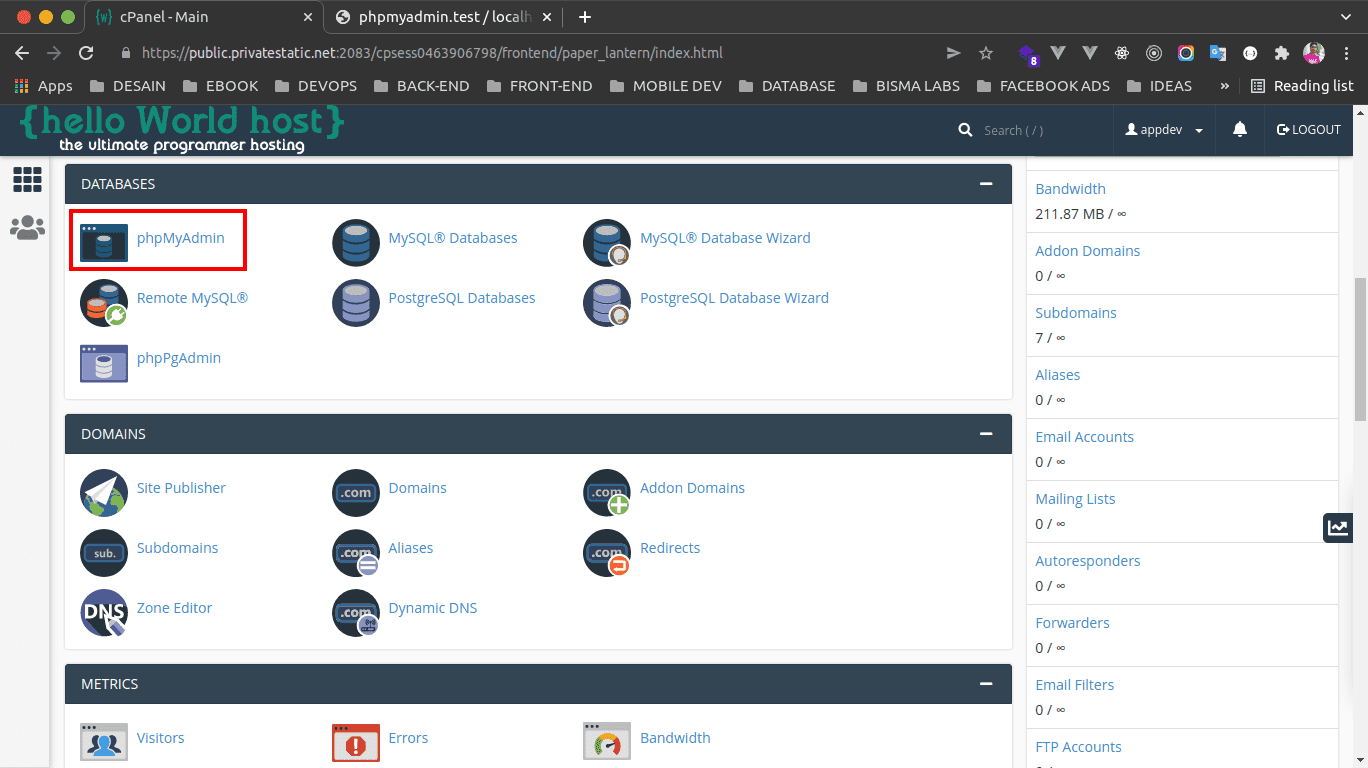 cPanel - Main
phpmyadmin.test / localh
https://public.privatestatic.net:2083/cpsess0463906798/frontend/paper_lantern/index.html
8
Apps
DESAIN
EBOOK
DEVOPS
BACK-END
FRONT-END
MOBILE DEV
DATABASE
BISMA LABS
FACEBOOK ADS
IDEAS
»
Reading list
{hello World host}
the ultimate programmer hosting
Search ( / )
appdev
LOGOUT
DATABASES
phpMyAdmin
MySQL® Databases
MySQL® Database Wizard
Remote MySQL®
PostgreSQL Databases
PostgreSQL Database Wizard
phpPgAdmin
DOMAINS
Site Publisher
.com
Domains
.com
Addon Domains
sub.
Subdomains
.com
Aliases
.com
Redirects
DNS
Zone Editor
.com
Dynamic DNS
METRICS
Visitors
Errors
Bandwidth
Bandwidth
211.87 MB / ∞
Addon Domains
0 / ∞
Subdomains
7 / ∞
Aliases
0 / ∞
Email Accounts
0 / ∞
Mailing Lists
0 / ∞
Autoresponders
0 / ∞
Forwarders
0 / ∞
Email Filters
0 / ∞
FTP Accounts